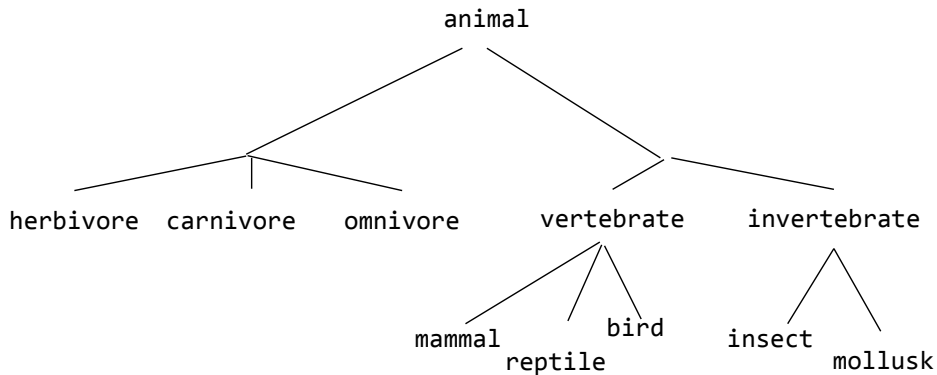 animal
herbivore carnivore omnivore vertebrate invertebrate
mammal reptile bird insect mollusk